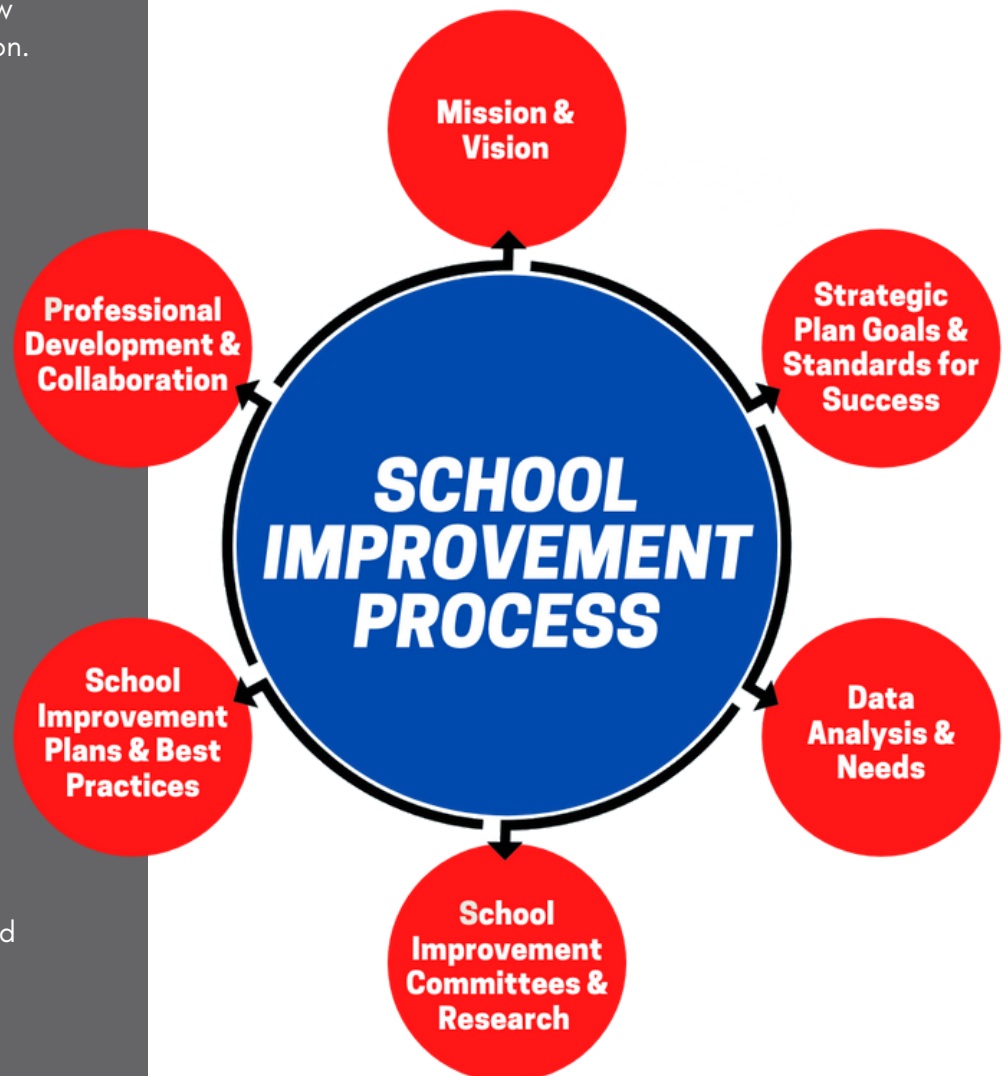 on.
Mission &
Vision
Strategic
Plan Goals &
Standards for
Success
Data
Analysis &
Needs
School
Improvement
Committees &
Research
School
Improvement
Plans & Best
Practices
Professional
Development &
Collaboration
SCHOOL
IMPROVEMENT
PROCESS